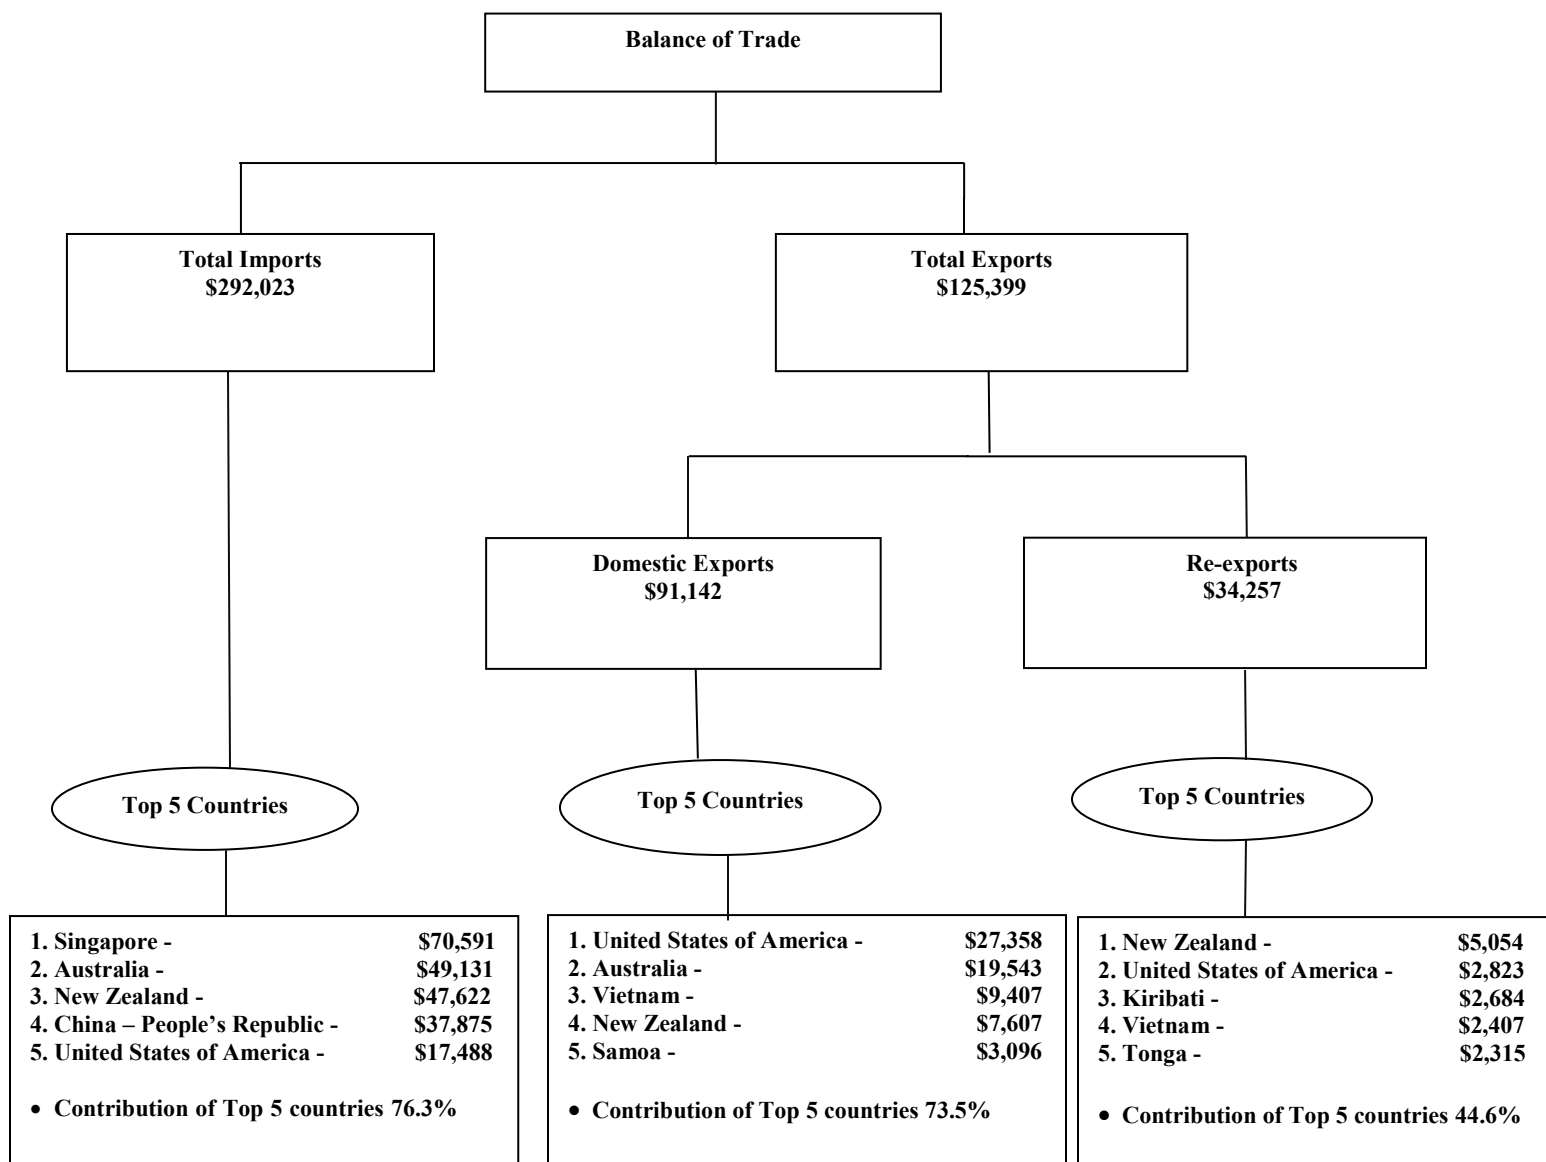 Balance of Trade
Total Imports
$292,023
Total Exports
$125,399
Domestic Exports
$91,142
Re-exports
$34,257
Top 5 Countries
Top 5 Countries
Top 5 Countries
1. Singapore - $70,591
2. Australia - $49,131
3. New Zealand - $47,622
4. China – People’s Republic - $37,875
5. United States of America - $17,488
• Contribution of Top 5 countries 76.3%
1. United States of America - $27,358
2. Australia - $19,543
3. Vietnam - $9,407
4. New Zealand - $7,607
5. Samoa - $3,096
• Contribution of Top 5 countries 73.5%
1. New Zealand - $5,054
2. United States of America - $2,823
3. Kiribati - $2,684
4. Vietnam - $2,407
5. Tonga - $2,315
• Contribution of Top 5 countries 44.6%